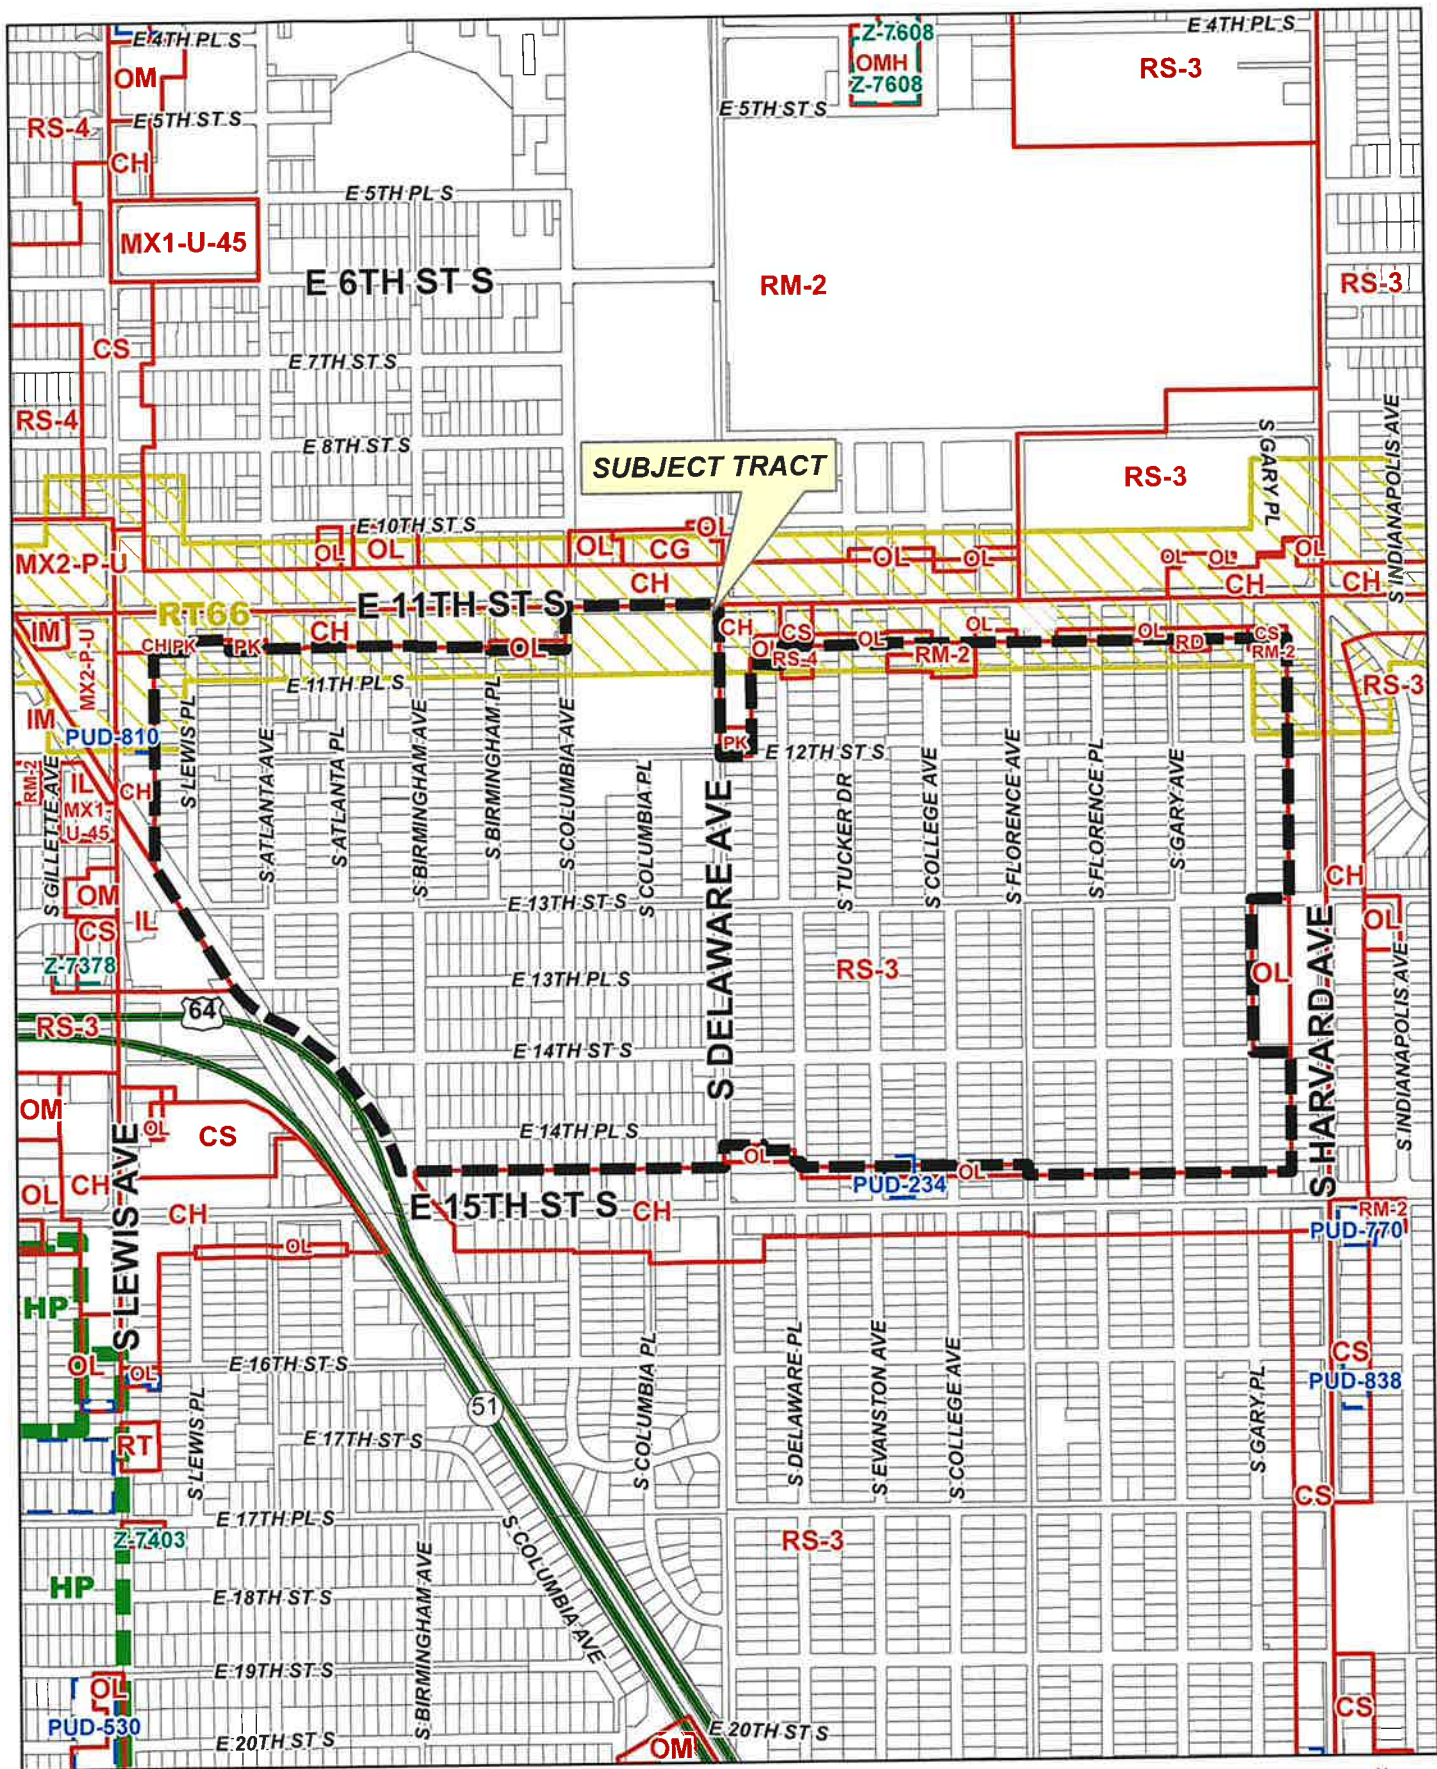 E 4TH PL S
Z-7608
E 4TH PL S
OM
OMH
RS-3
Z-7608
E 5TH ST S
E 5TH ST S
RS-4
CH
E 5TH PL S
MX1-U-45
E 6TH ST S
RM-2
RS-3
CS
E 7TH ST S
RS-4
E 8TH ST S
S GARY PL
S INDIANAPOLIS AVE
SUBJECT TRACT
RS-3
E 10TH ST S
OL
OL
OL
OL
CG
OL
OL
OL
OL
OL
MX2-P-U
CH
CH
CH
RT66
E 11TH ST S
IM
MX2-P-U
CH
CH
CS
OL
OL
OL
CS
CH
PK
PK
OL
OL
RS-4
RM-2
RD
RM-2
E 11TH PL S
RS-3
IM
PUD-810
PK
E 12TH ST S
S GILLETTE AVE
RM-2
IL
MX1-
U-45
CH
S LEWIS PL
S ATLANTA AVE
S ATLANTA PL
S BIRMINGHAM AVE
S BIRMINGHAM PL
S COLUMBIA AVE
S COLUMBIA PL
S DELAWARE AVE
S TUCKER DR
S COLLEGE AVE
S FLORENCE AVE
S FLORENCE PL
S GARY AVE
OM
CH
E 13TH ST S
IL
CS
OL
Z-7378
E 13TH PL S
RS-3
OL
S HARVARD AVE
S INDIANAPOLIS AVE
64
RS-3
E 14TH ST S
OM
OL
CS
E 14TH PL S
S LEWIS AVE
OL
OL
PUD-234
OL
CH
CH
E 15TH ST S
CH
RM-2
PUD-770
OL
HP
CS
E 16TH ST S
OL
OL
PUD-838
51
S LEWIS PL
S COLUMBIA PL
S DELAWARE PL
S EVANSTON AVE
S COLLEGE AVE
S GARY PL
RT
E 17TH ST S
CS
E 17TH PL S
Z-7403
S COLUMBIA AVE
RS-3
HP
E 18TH ST S
S BIRMINGHAM AVE
E 19TH ST S
OL
CS
PUD-530
E 20TH ST S
OM
E 20TH ST S